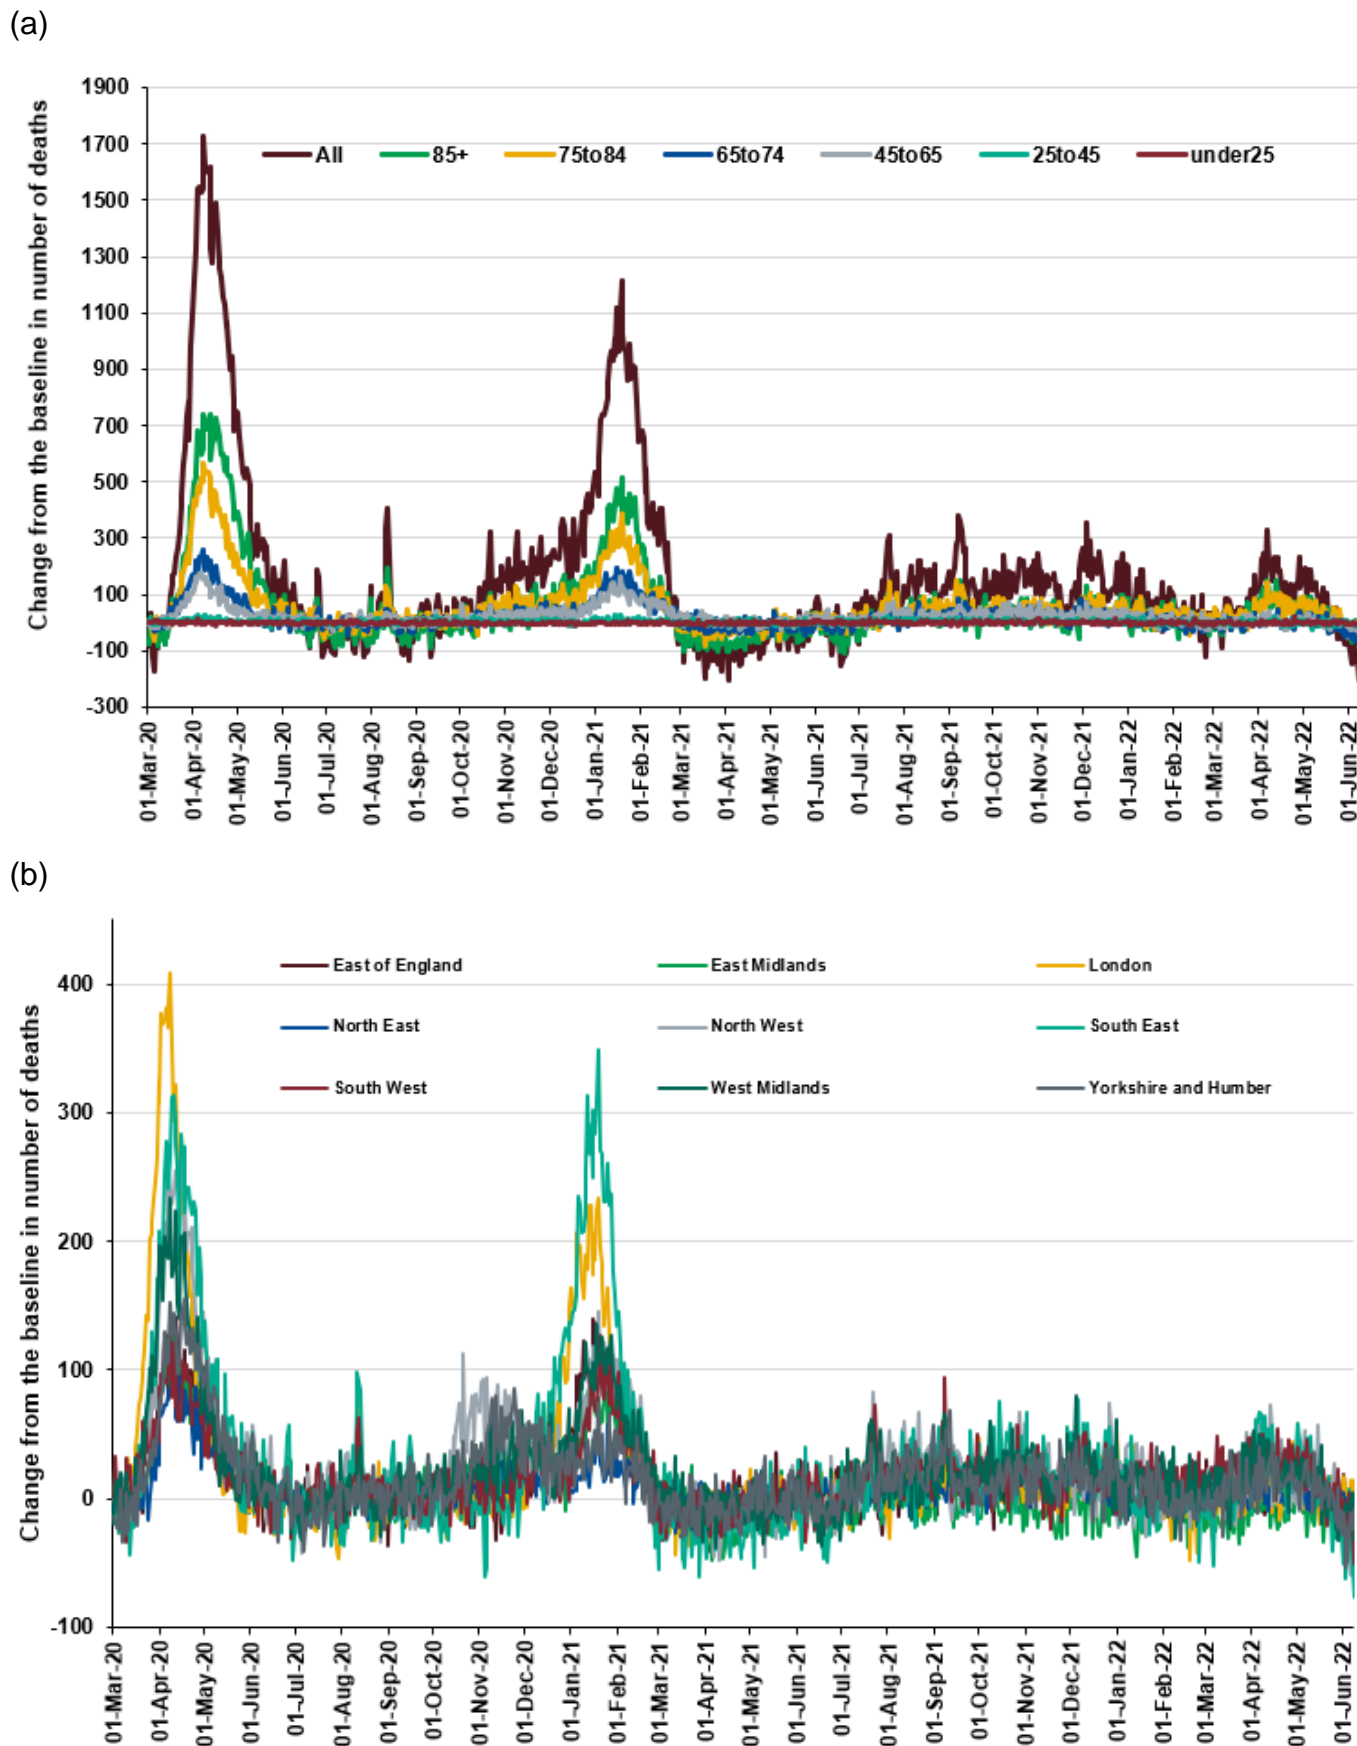 (a)
Change from the baseline in number of deaths
1900
1700
1500
1300
1100
900
700
500
300
100
-100
-300
All 85+ 75to84 65to74 45to65 25to45 under25
01-Mar-20 01-Apr-20 01-May-20 01-Jun-20 01-Jul-20 01-Aug-20 01-Sep-20 01-Oct-20 01-Nov-20 01-Dec-20 01-Jan-21 01-Feb-21 01-Mar-21 01-Apr-21 01-May-21 01-Jun-21 01-Jul-21 01-Aug-21 01-Sep-21 01-Oct-21 01-Nov-21 01-Dec-21 01-Jan-22 01-Feb-22 01-Mar-22 01-Apr-22 01-May-22 01-Jun-22
(b)
Change from the baseline in number of deaths
400
300
200
100
0
-100
East of England East Midlands London
North East North West South East
South West West Midlands Yorkshire and Humber
01-Mar-20 01-Apr-20 01-May-20 01-Jun-20 01-Jul-20 01-Aug-20 01-Sep-20 01-Oct-20 01-Nov-20 01-Dec-20 01-Jan-21 01-Feb-21 01-Mar-21 01-Apr-21 01-May-21 01-Jun-21 01-Jul-21 01-Aug-21 01-Sep-21 01-Oct-21 01-Nov-21 01-Dec-21 01-Jan-22 01-Feb-22 01-Mar-22 01-Apr-22 01-May-22 01-Jun-22